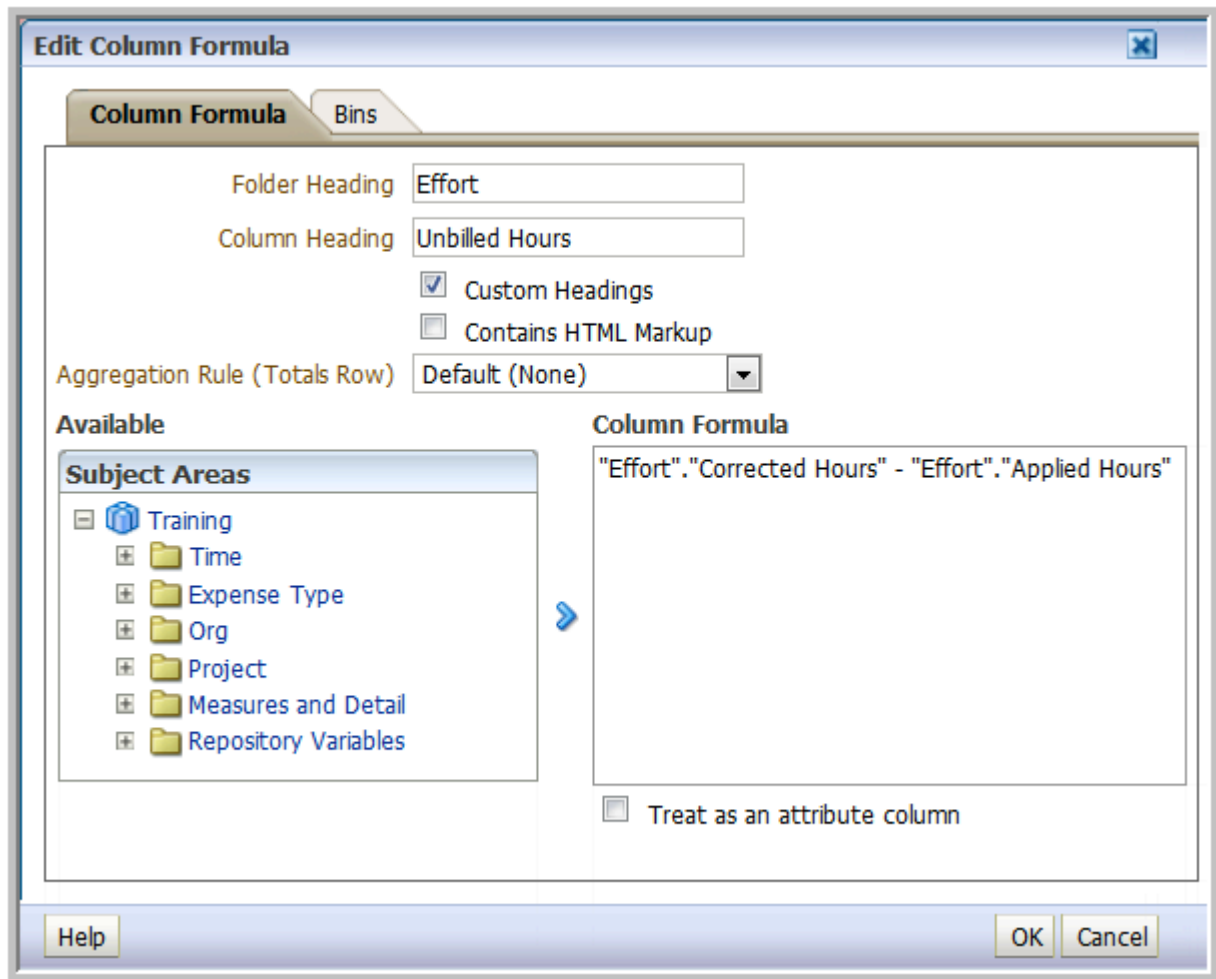 Edit Column Formula
Column Formula Bins
Folder Heading Effort
Column Heading Unbilled Hours
Custom Headings
Contains HTML Markup
Aggregation Rule (Totals Row) Default (None)
Available
Subject Areas
Training
Time
Expense Type
Org
Project
Measures and Detail
Repository Variables
Column Formula
"Effort"."Corrected Hours" - "Effort"."Applied Hours"
Treat as an attribute column
Help OK Cancel